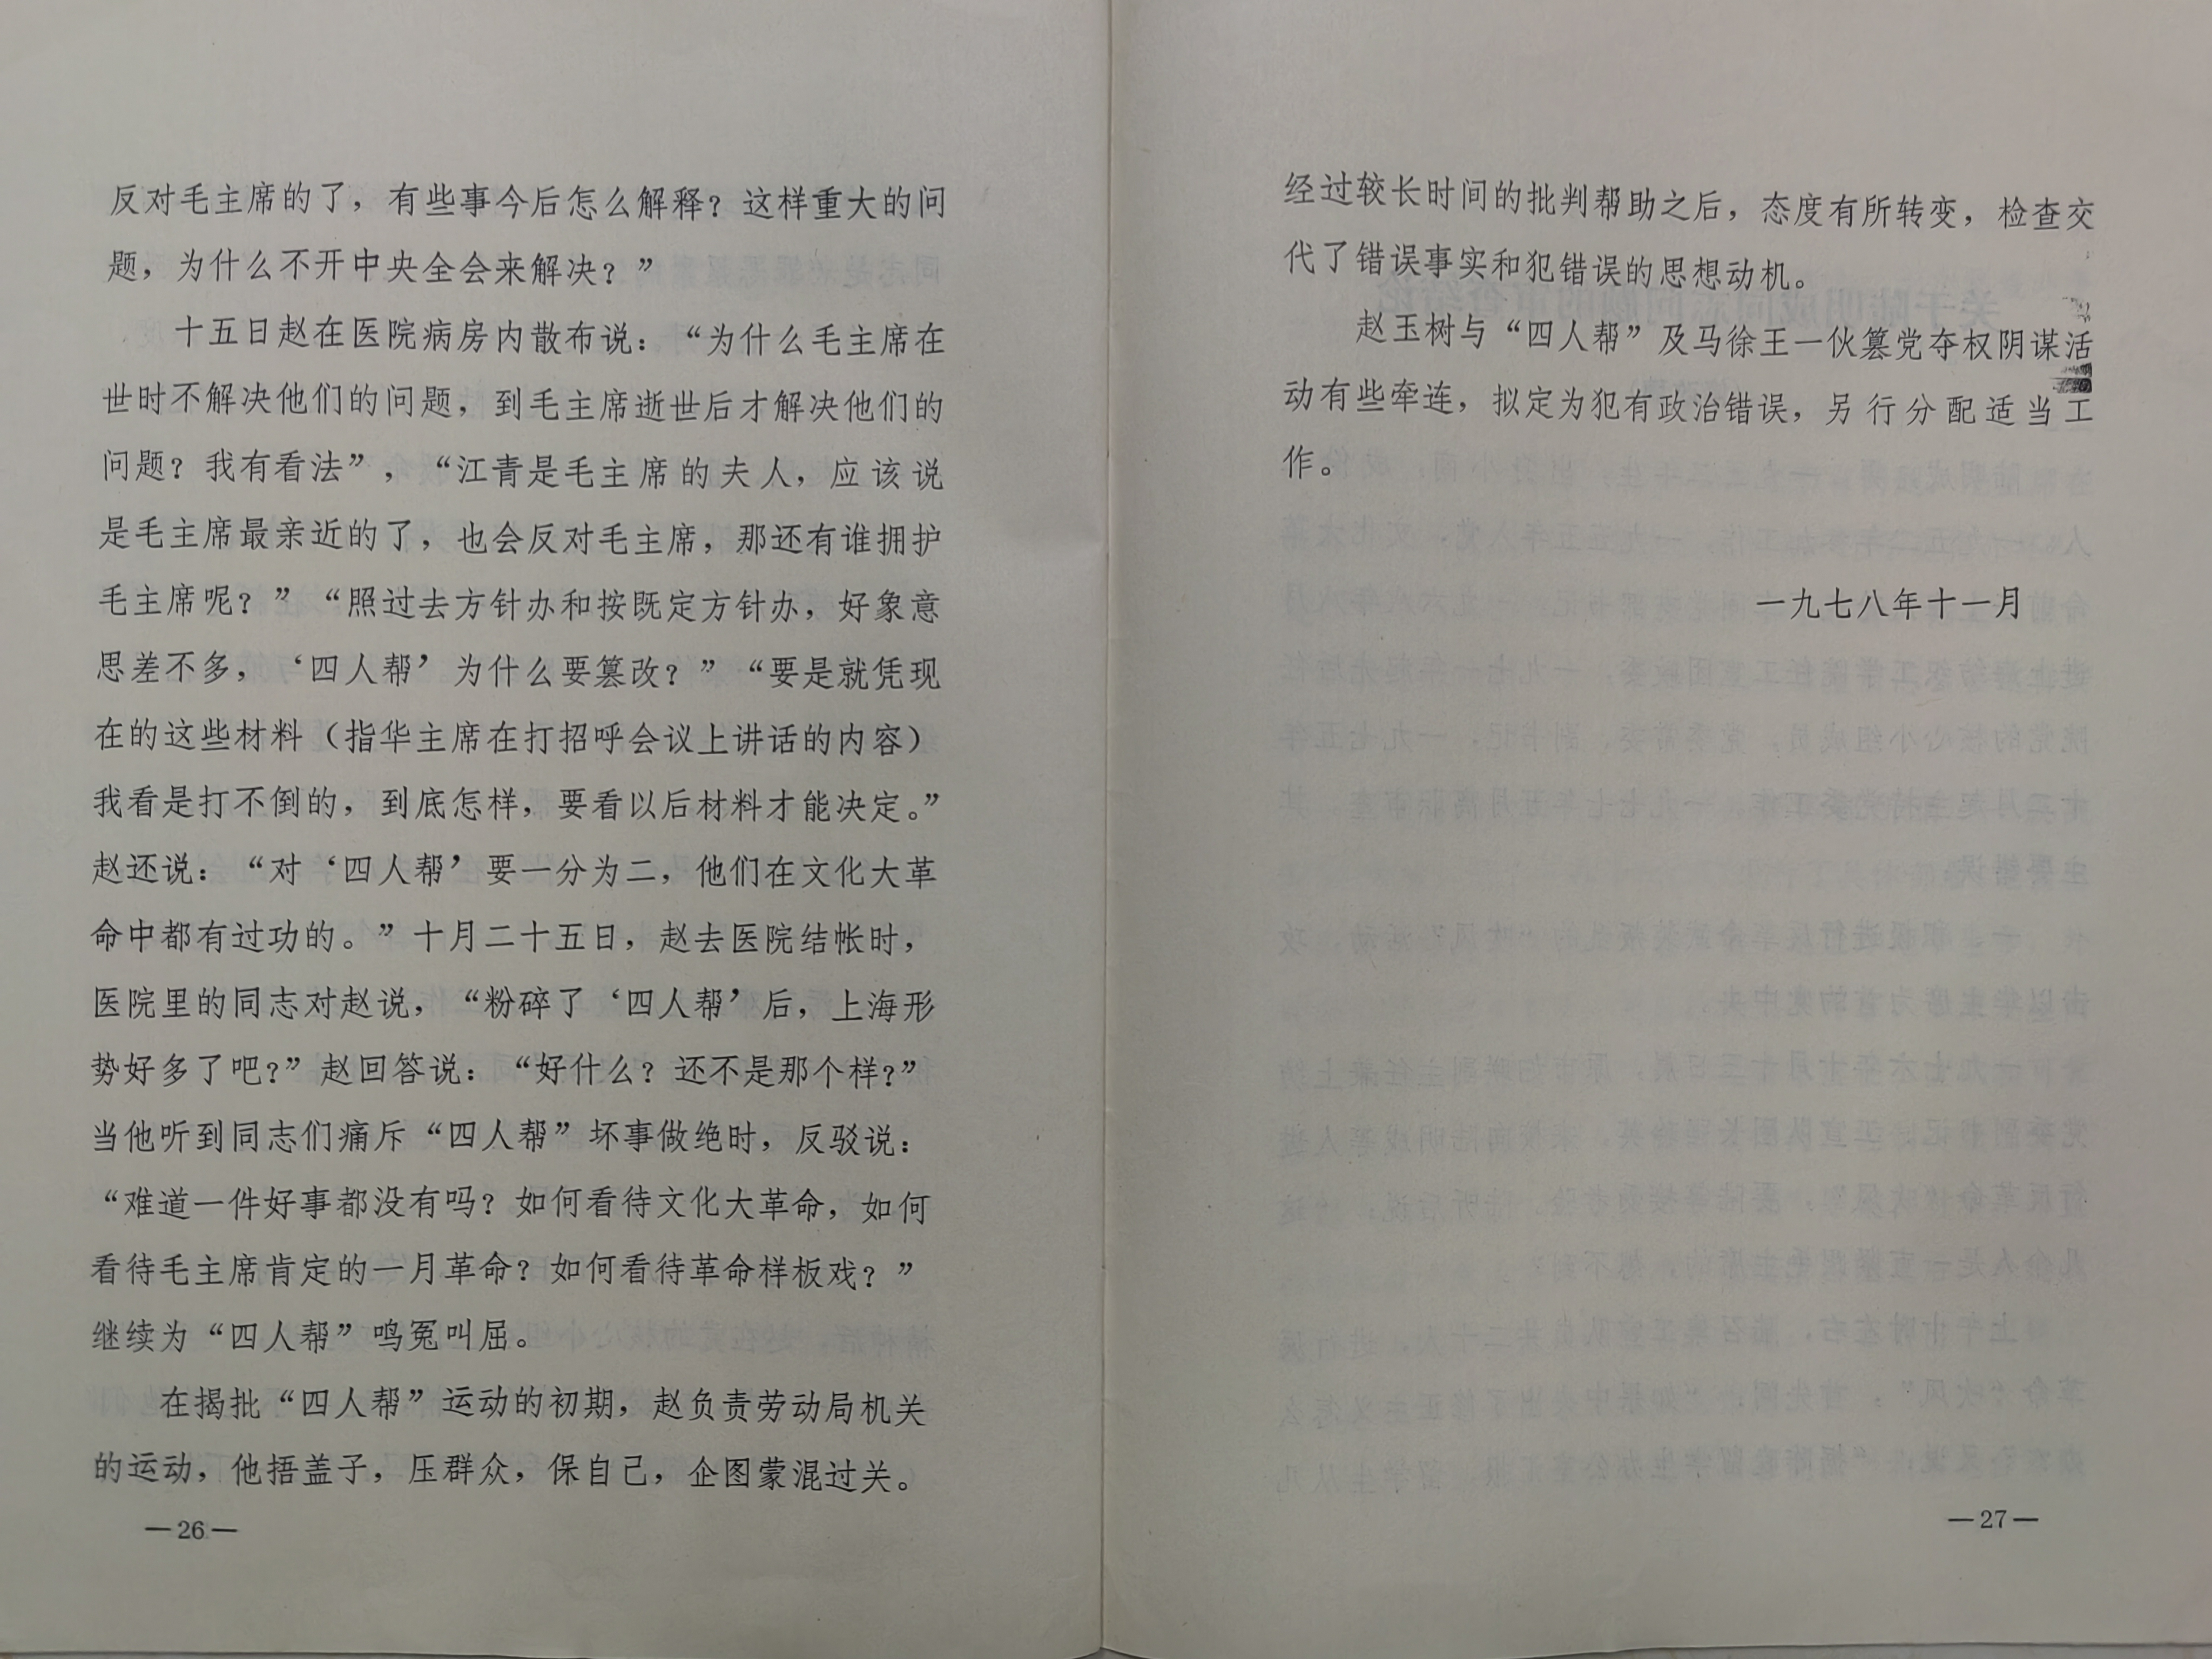 反对毛主席的了，有些事今后怎么解释？这样重大的问
题，为什么不开中央全会来解决？”
十五日赵在医院病房内散布说：“为什么毛主席在
世时不解决他们的问题，到毛主席逝世后才解决他们的
问题？我有看法”，“江青是毛主席的夫人，应该说
是毛主席最亲近的了，也会反对毛主席，那还有谁拥护
毛主席呢？”“照过去方针办和按既定方针办，好象意
思差不多，‘四人帮’为什么要篡改？”“要是就凭现
在的这些材料（指华主席在打招呼会议上讲话的内容）
我看是打不倒的，到底怎样，要看以后材料才能决定。”
赵还说：“对‘四人帮’要一分为二，他们在文化大革
命中都有过功的。”十月二十五日，赵去医院结帐时，
医院里的同志对赵说，“粉碎了‘四人帮’后，上海形
势好多了吧？”赵回答说：“好什么？还不是那个样？”
当他听到同志们痛斥“四人帮”坏事做绝时，反驳说：
“难道一件好事都没有吗？如何看待文化大革命，如何
看待毛主席肯定的一月革命？如何看待革命样板戏？”
继续为“四人帮”鸣冤叫屈。
在揭批“四人帮”运动的初期，赵负责劳动局机关
的运动，他捂盖子，压群众，保自己，企图蒙混过关。
—26—
经过较长时间的批判帮助之后，态度有所转变，检查交
代了错误事实和犯错误的思想动机。
赵玉树与“四人帮”及马徐王一伙篡党夺权阴谋活
动有些牵连，拟定为犯有政治错误，另行分配适当工
作。
一九七八年十一月
—27—